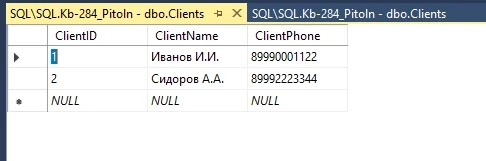 SQL\SQL.Kb-284_PitoIn - dbo.Clients SQL\SQL.Kb-284_PitoIn - dbo.Clients
ClientID ClientName ClientPhone
1 Иванов И.И. 89990001122
2 Сидоров А.А. 89992223344
NULL NULL NULL